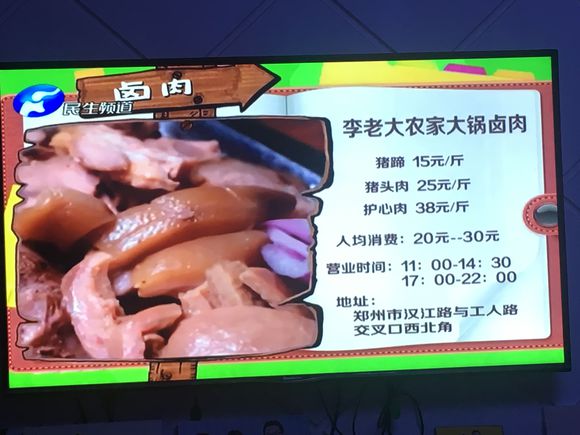 卤肉
民生频道
李老大农家大锅卤肉
猪蹄 15元/斤
猪头肉 25元/斤
护心肉 38元/斤
人均消费：20元--30元
营业时间：11：00-14：30
17：00-22：00
地址：
郑州市汉江路与工人路
交叉口西北角